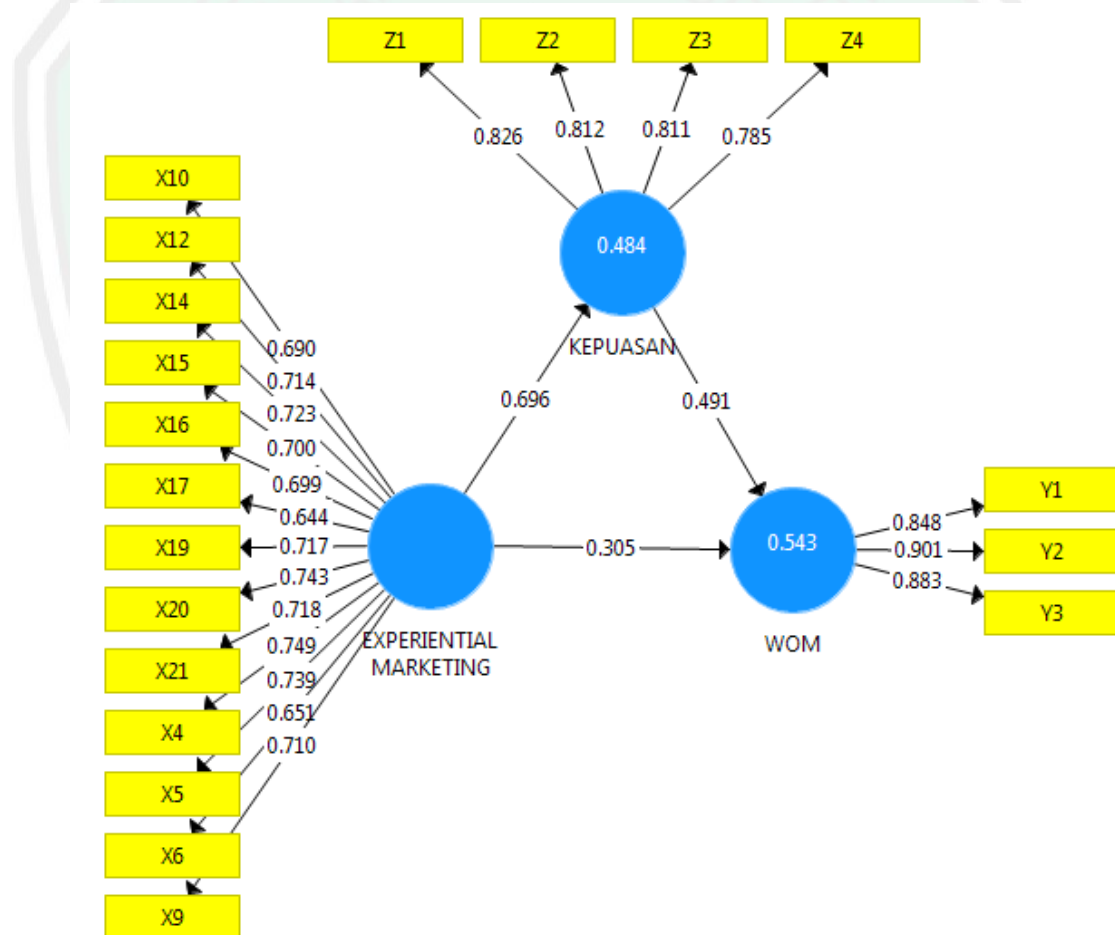 Z1 Z2 Z3 Z4
0.826 0.812 0.811 0.785
X10
X12
X14
X15
X16
X17
X19
X20
X21
X4
X5
X6
X9
0.690
0.714
0.723
0.700
0.699
0.644
0.717
0.743
0.718
0.749
0.739
0.651
0.710
EXPERIENTIAL
MARKETING
0.696
0.484
KEPUASAN
0.491
0.305
0.543
WOM
0.848
0.901
0.883
Y1
Y2
Y3